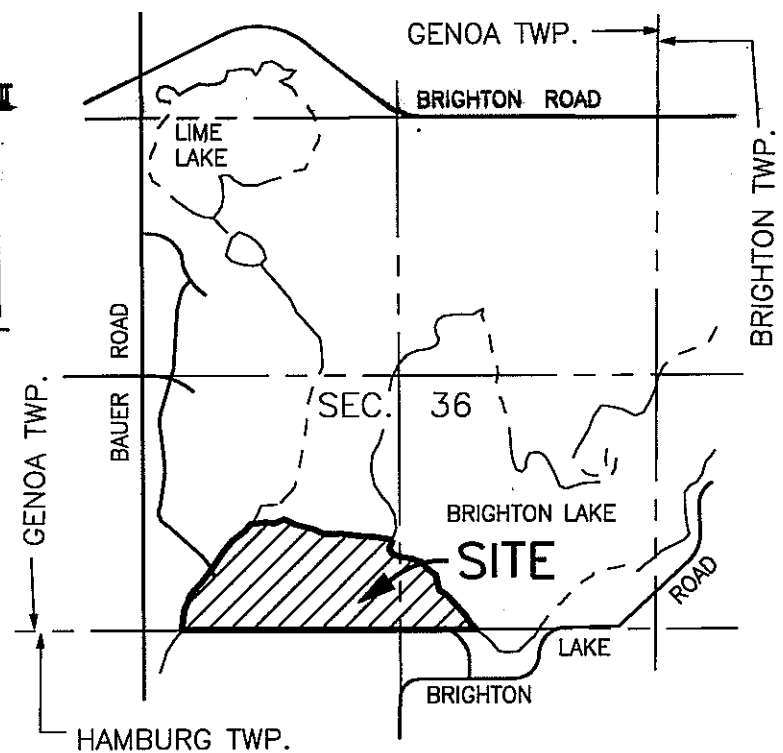 GENOA TWP.
BRIGHTON ROAD
LIME
LAKE
BRIGHTON TWP.
BAUER ROAD
SEC. 36
GENOA TWP.
BRIGHTON LAKE
SITE
ROAD
LAKE
BRIGHTON
HAMBURG TWP.